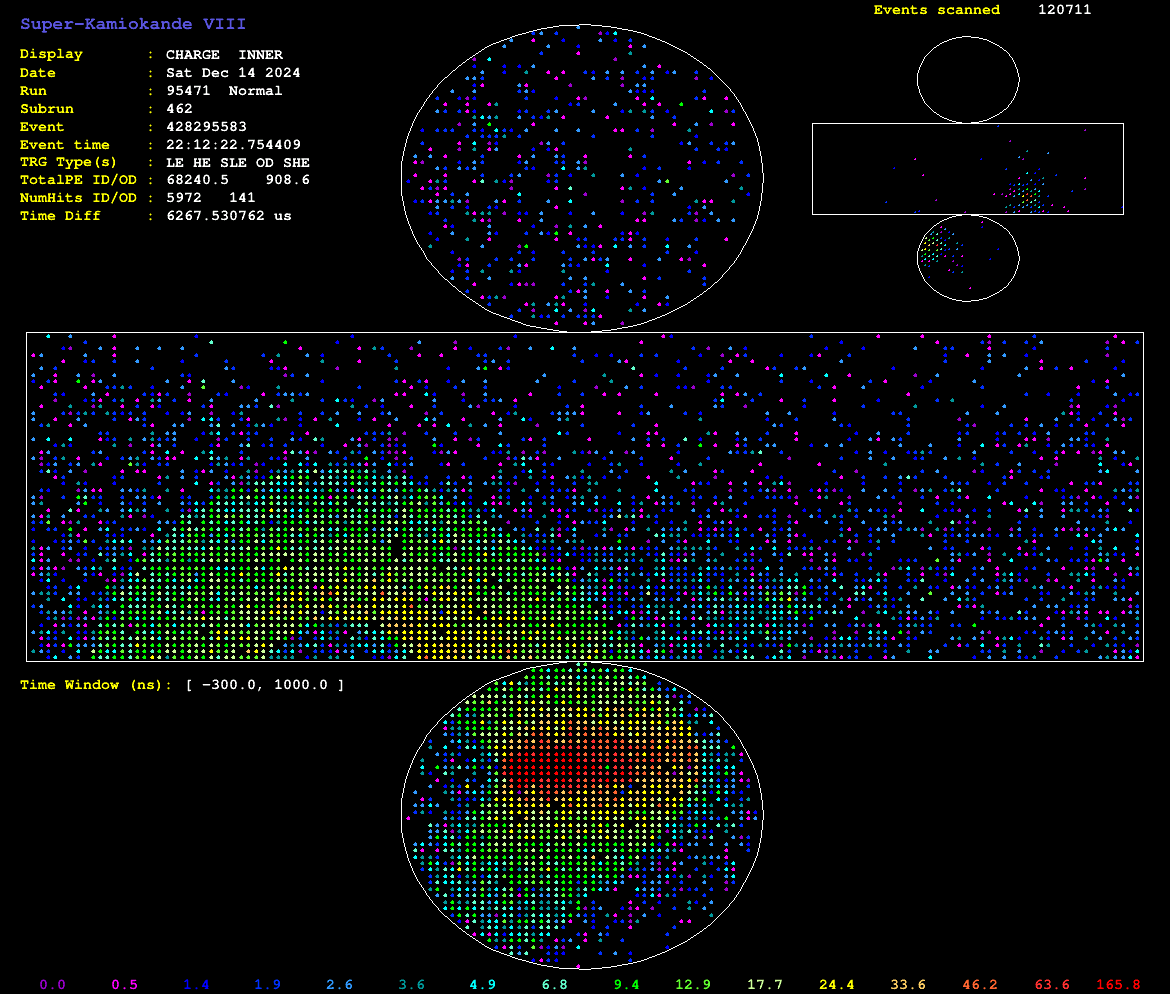 Super-Kamiokande VIII
Events scanned 120711
Display : CHARGE INNER
Date : Sat Dec 14 2024
Run : 95471 Normal
Subrun : 462
Event : 428295583
Event time : 22:12:22.754409
TRG Type(s) : LE HE SLE OD SHE
TotalPE ID/OD : 68240.5 908.6
NumHits ID/OD : 5972 141
Time Diff : 6267.530762 us
Time Window (ns): [ -300.0, 1000.0 ]
0.0 0.5 1.4 1.9 2.6 3.6 4.9 6.8 9.4 12.9 17.7 24.4 33.6 46.2 63.6 165.8